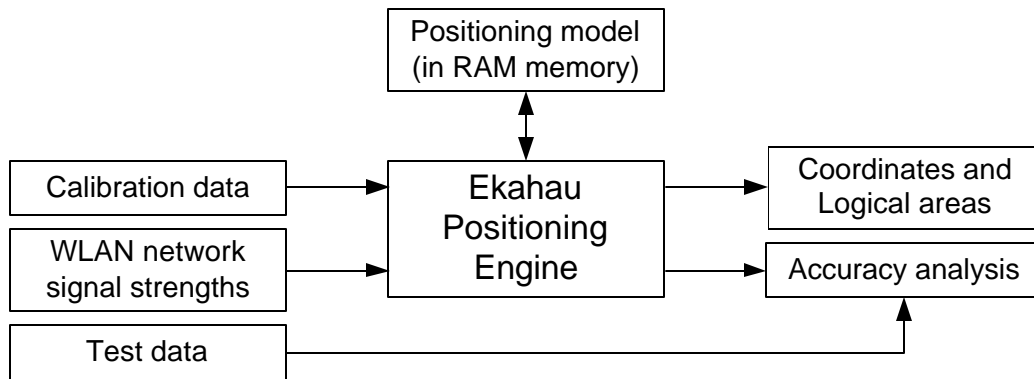 Positioning model
(in RAM memory)
Calibration data
WLAN network
signal strengths
Test data
Ekahau
Positioning
Engine
Coordinates and
Logical areas
Accuracy analysis